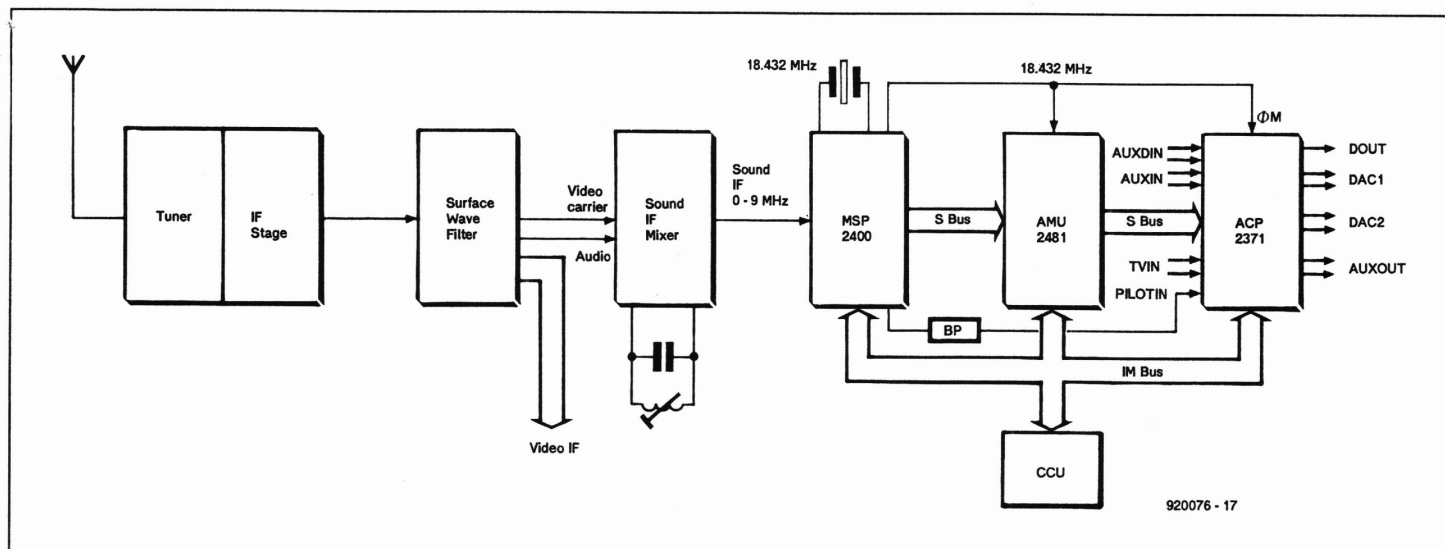 18.432 MHz
18.432 MHz
ΦM
Tuner
IF
Stage
Surface
Wave
Filter
Video
carrier
Audio
Sound
IF
Mixer
Sound
IF
0 - 9 MHz
MSP
2400
S Bus
AMU
2481
S Bus
AUXDIN
AUXIN
TVIN
PILOTIN
ACP
2371
DOUT
DAC1
DAC2
AUXOUT
BP
IM Bus
Video IF
CCU
920076 - 17